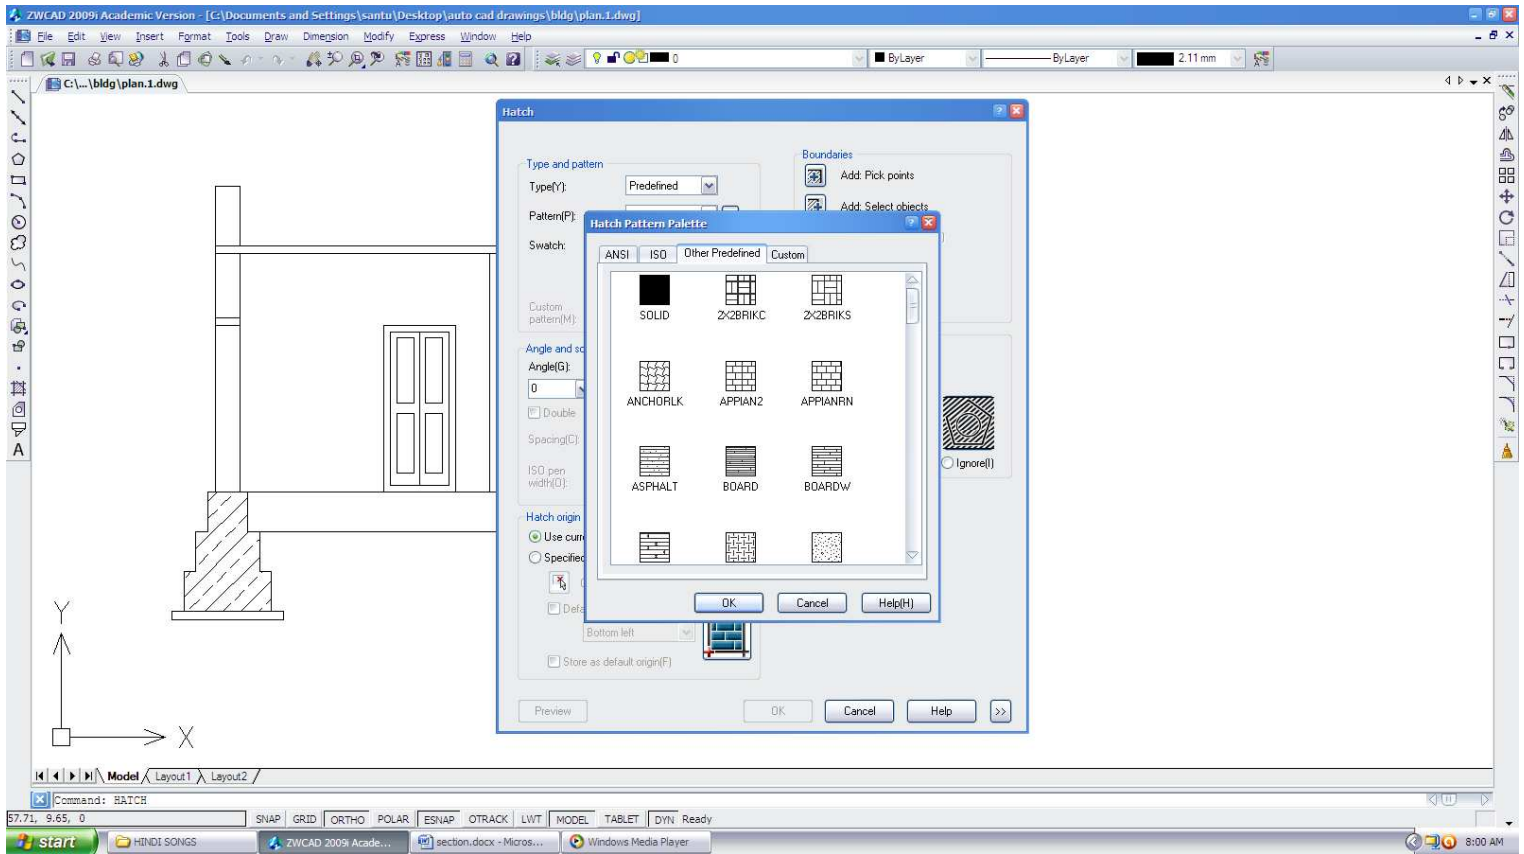 ZWCAD 2009i Academic Version - [C:\Documents and Settings\santu\Desktop\auto cad drawings\bldg\plan.1.dwg]
File Edit View Insert Format Tools Draw Dimension Modify Express Window Help
0 ByLayer ByLayer 2.11 mm
C:\...\bldg\plan.1.dwg
Hatch
Type and pattern
Boundaries
Type(Y): Predefined
Add: Pick points
Pattern(P):
Add: Select objects
Swatch:
Custom
pattern(M):
Hatch Pattern Palette
ANSI ISO Other Predefined Custom
SOLID 2X2BRIKC 2X2BRIKS
ANCHORLK APPIAN2 APPIANRN
ASPHALT BOARD BOARDW
OK Cancel Help(H)
Angle and sc
Angle(G):
0
Double
Spacing(C):
ISO pen
width(O):
Ignore(I)
Hatch origin
Use curr
Specified
Defa
Bottom left
Store as default origin(F)
Preview OK Cancel Help >>
Y
X
Model Layout1 Layout2
Command: HATCH
57.71, 9.65, 0 SNAP GRID ORTHO POLAR ESNAP OTRACK LWT MODEL TABLET DYN Ready
start HINDI SONGS ZWCAD 2009i Acade... section.docx - Micros... Windows Media Player 8:00 AM